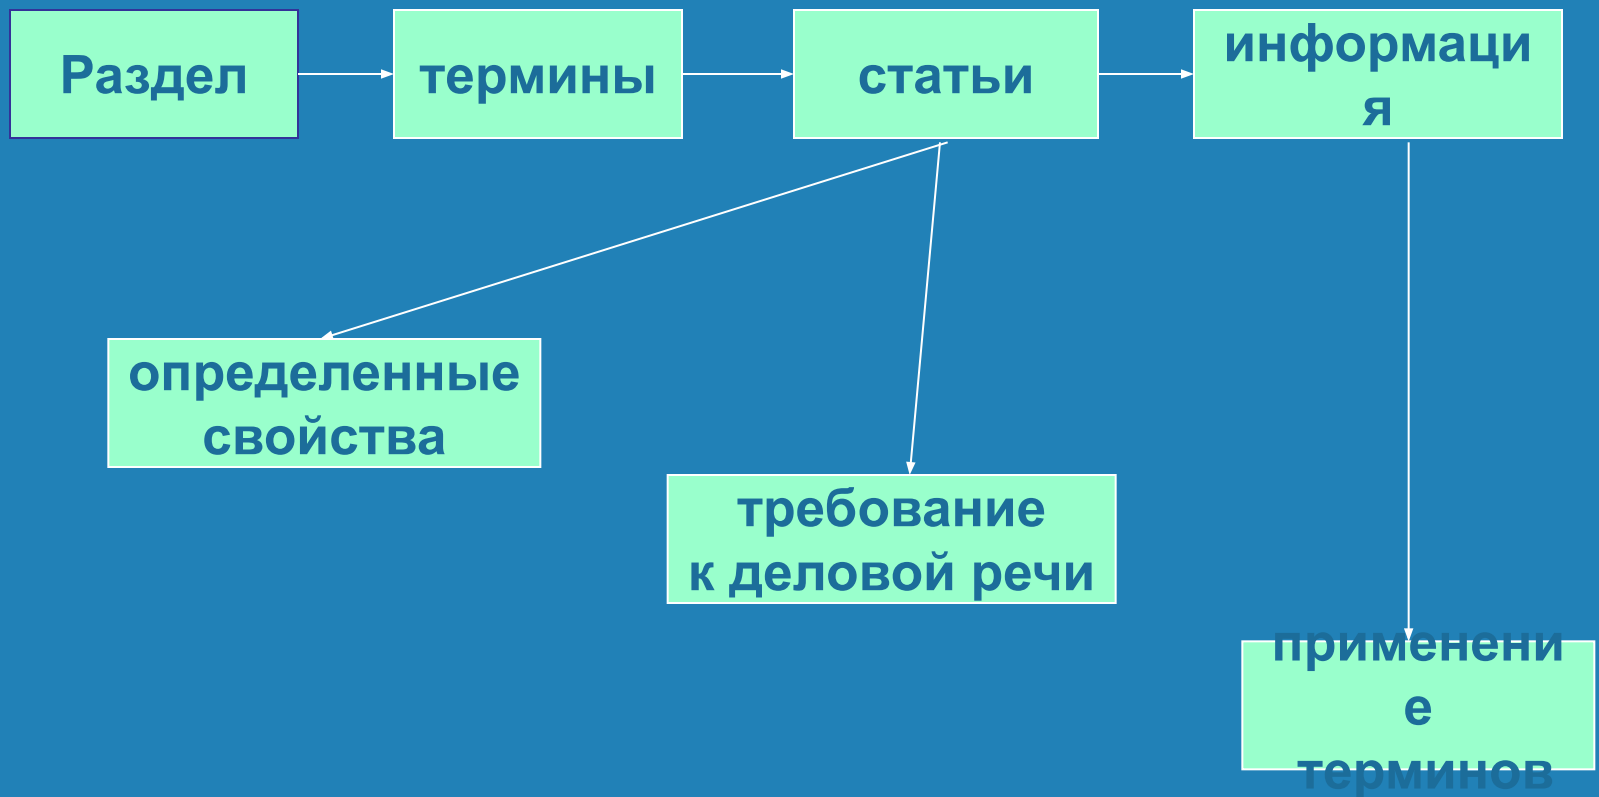 Раздел
термины
статьи
информаци
я
определенные
свойства
требование
к деловой речи
применени
е
терминов